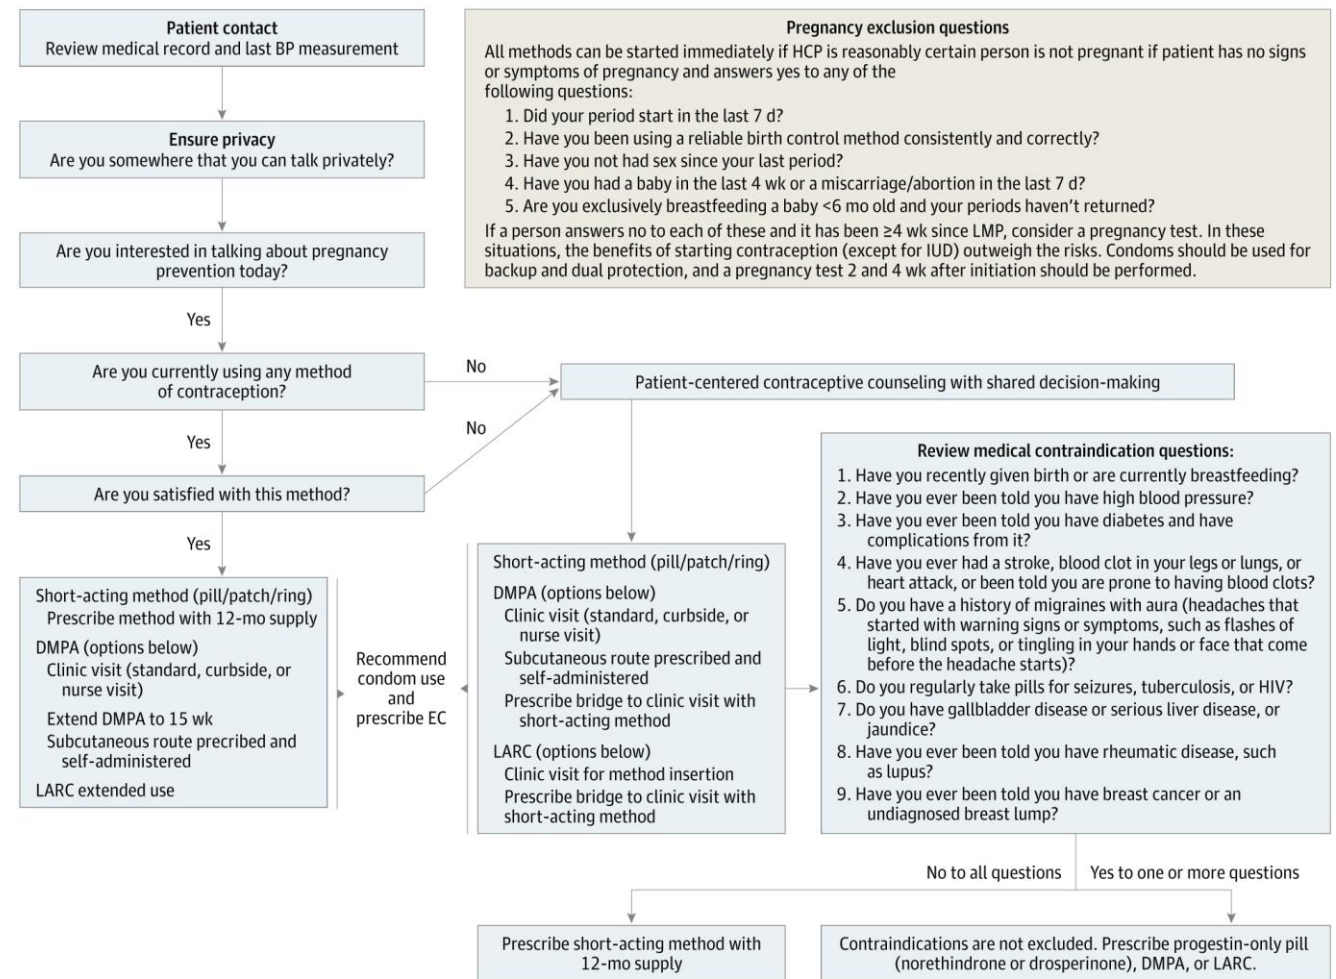 Patient contact
Review medical record and last BP measurement
Ensure privacy
Are you somewhere that you can talk privately?
Are you interested in talking about pregnancy
prevention today?
Yes
Are you currently using any method
of contraception?
No
Yes
No
Are you satisfied with this method?
Yes
Short-acting method (pill/patch/ring)
Prescribe method with 12-mo supply
DMPA (options below)
Clinic visit (standard, curbside, or
nurse visit)
Extend DMPA to 15 wk
Subcutaneous route precribed and
self-administered
LARC extended use
Recommend
condom use
and
prescribe EC
Pregnancy exclusion questions
All methods can be started immediately if HCP is reasonably certain person is not pregnant if patient has no signs
or symptoms of pregnancy and answers yes to any of the
following questions:
1. Did your period start in the last 7 d?
2. Have you been using a reliable birth control method consistently and correctly?
3. Have you not had sex since your last period?
4. Have you had a baby in the last 4 wk or a miscarriage/abortion in the last 7 d?
5. Are you exclusively breastfeeding a baby <6 mo old and your periods haven't returned?
If a person answers no to each of these and it has been ≥4 wk since LMP, consider a pregnancy test. In these
situations, the benefits of starting contraception (except for IUD) outweigh the risks. Condoms should be used for
backup and dual protection, and a pregnancy test 2 and 4 wk after initiation should be performed.
Patient-centered contraceptive counseling with shared decision-making
Short-acting method (pill/patch/ring)
DMPA (options below)
Clinic visit (standard, curbside, or
nurse visit)
Subcutaneous route prescribed and
self-administered
Prescribe bridge to clinic visit with
short-acting method
LARC (options below)
Clinic visit for method insertion
Prescribe bridge to clinic visit with
short-acting method
Review medical contraindication questions:
1. Have you recently given birth or are currently breastfeeding?
2. Have you ever been told you have high blood pressure?
3. Have you ever been told you have diabetes and have
complications from it?
4. Have you ever had a stroke, blood clot in your legs or lungs, or
heart attack, or been told you are prone to having blood clots?
5. Do you have a history of migraines with aura (headaches that
started with warning signs or symptoms, such as flashes of
light, blind spots, or tingling in your hands or face that come
before the headache starts)?
6. Do you regularly take pills for seizures, tuberculosis, or HIV?
7. Do you have gallbladder disease or serious liver disease, or
jaundice?
8. Have you ever been told you have rheumatic disease, such
as lupus?
9. Have you ever been told you have breast cancer or an
undiagnosed breast lump?
No to all questions
Yes to one or more questions
Prescribe short-acting method with
12-mo supply
Contraindications are not excluded. Prescribe progestin-only pill
(norethindrone or drosperinone), DMPA, or LARC.